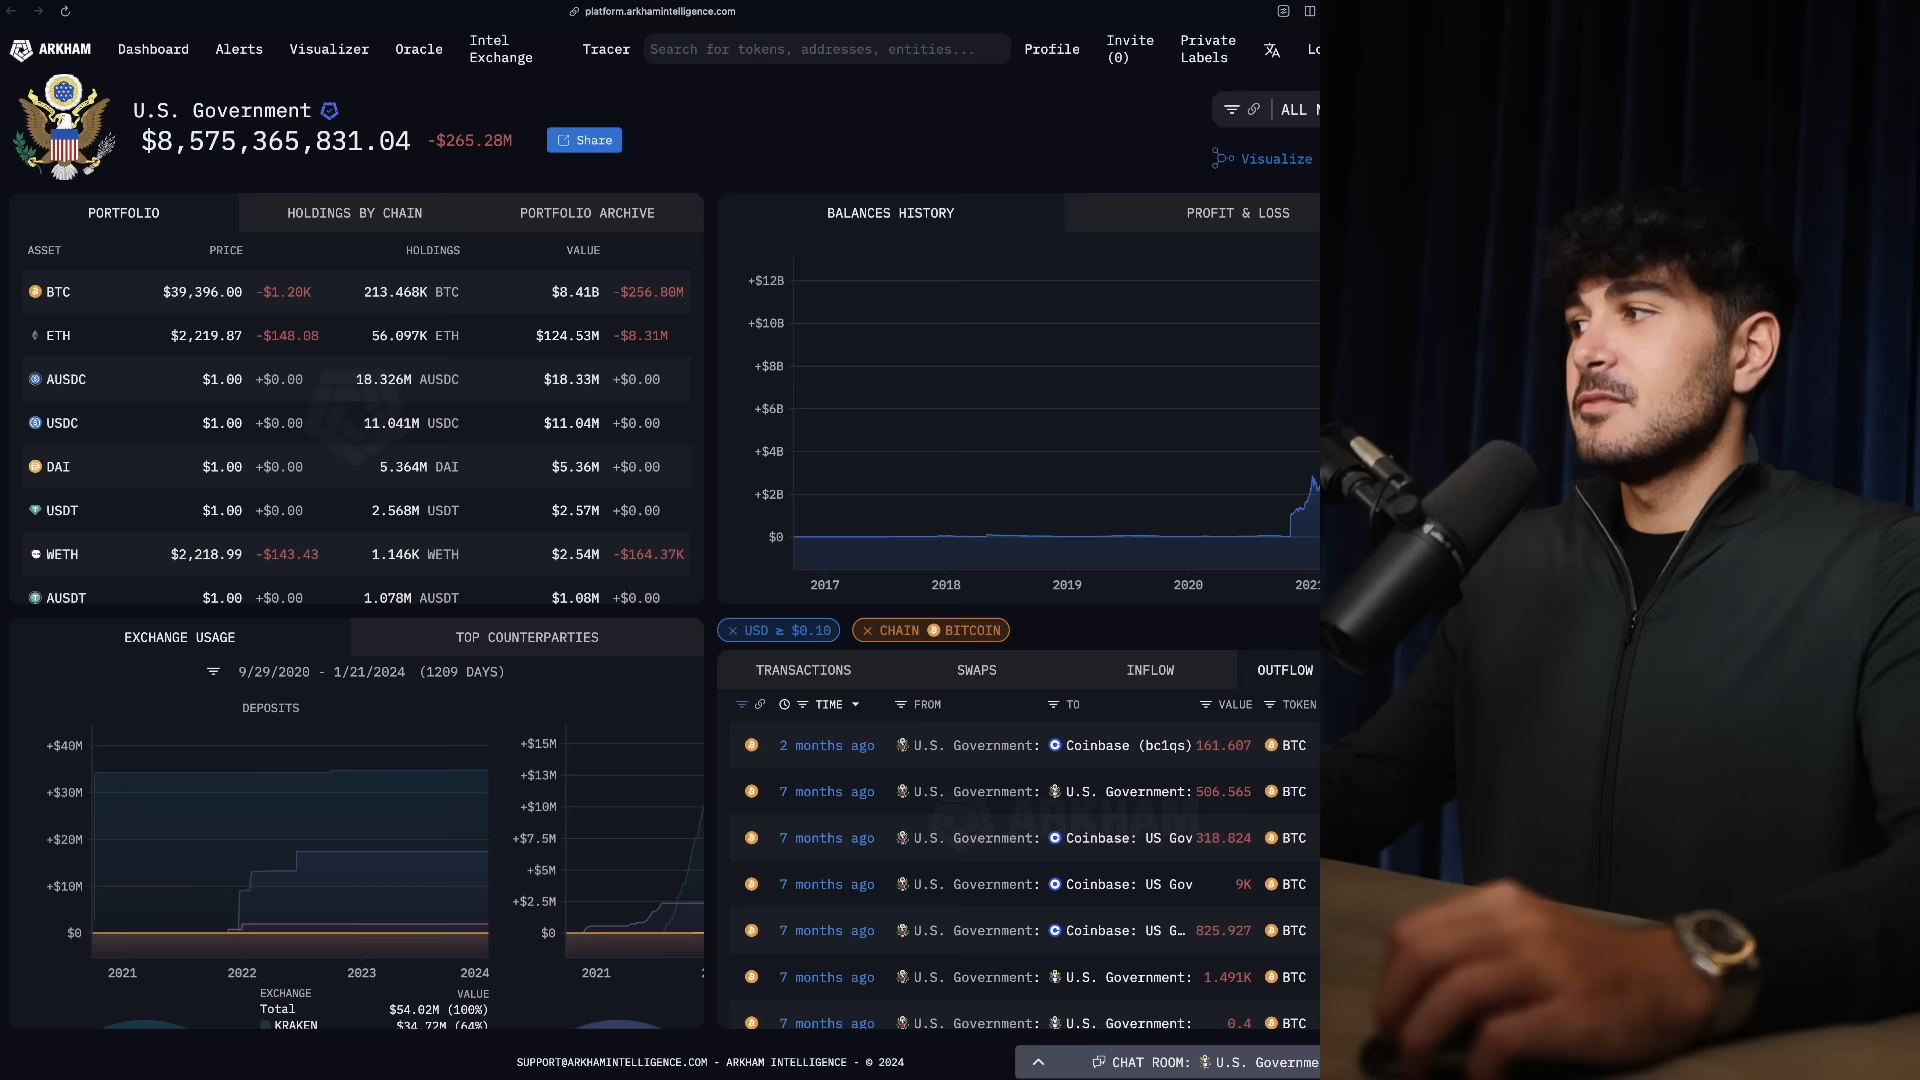 platform.arkhamintelligence.com
ARKHAM
Dashboard
Alerts
Visualizer
Oracle
Intel Exchange
Tracer
Search for tokens, addresses, entities...
Profile
Invite (0)
Private Labels
U.S. Government
$8,575,365,831.04 -$265.28M
Share
ALL
Visualize
PORTFOLIO
HOLDINGS BY CHAIN
PORTFOLIO ARCHIVE
ASSET PRICE HOLDINGS VALUE
BTC $39,396.00 -$1.20K 213.468K BTC $8.41B -$256.80M
ETH $2,219.87 -$148.08 56.097K ETH $124.53M -$8.31M
AUSDC $1.00 +$0.00 18.326M AUSDC $18.33M +$0.00
USDC $1.00 +$0.00 11.041M USDC $11.04M +$0.00
DAI $1.00 +$0.00 5.364M DAI $5.36M +$0.00
USDT $1.00 +$0.00 2.568M USDT $2.57M +$0.00
WETH $2,218.99 -$143.43 1.146K WETH $2.54M -$164.37K
AUSDT $1.00 +$0.00 1.078M AUSDT $1.08M +$0.00
BALANCES HISTORY
PROFIT & LOSS
+$12B
+$10B
+$8B
+$6B
+$4B
+$2B
$0
2017 2018 2019 2020 2021
EXCHANGE USAGE
TOP COUNTERPARTIES
9/29/2020 - 1/21/2024 (1209 DAYS)
DEPOSITS
+$40M
+$30M
+$20M
+$10M
$0
2021 2022 2023 2024
+$15M
+$13M
+$10M
+$7.5M
+$5M
+$2.5M
$0
2021
EXCHANGE VALUE
Total $54.02M (100%)
KRAKEN $34.72M (64%)
× USD ≥ $0.10
× CHAIN BITCOIN
TRANSACTIONS
SWAPS
INFLOW
OUTFLOW
TIME FROM TO VALUE TOKEN
2 months ago U.S. Government: Coinbase (bc1qs) 161.607 BTC
7 months ago U.S. Government: U.S. Government: 506.565 BTC
7 months ago U.S. Government: Coinbase: US Gov 318.824 BTC
7 months ago U.S. Government: Coinbase: US Gov 9K BTC
7 months ago U.S. Government: Coinbase: US G… 825.927 BTC
7 months ago U.S. Government: U.S. Government: 1.491K BTC
7 months ago U.S. Government: U.S. Government: 0.4 BTC
ARKHAM
SUPPORT@ARKHAMINTELLIGENCE.COM - ARKHAM INTELLIGENCE - © 2024
CHAT ROOM: U.S. Governme